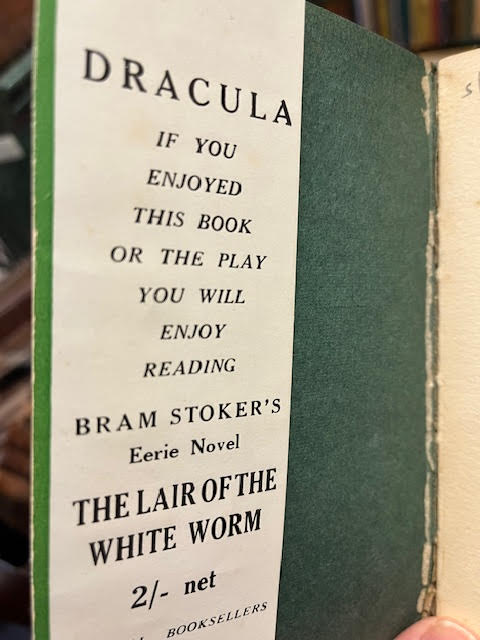 DRACULA
IF YOU
ENJOYED
THIS BOOK
OR THE PLAY
YOU WILL
ENJOY
READING
BRAM STOKER'S
Eerie Novel
THE LAIR OF THE
WHITE WORM
2/- net
BOOKSELLERS